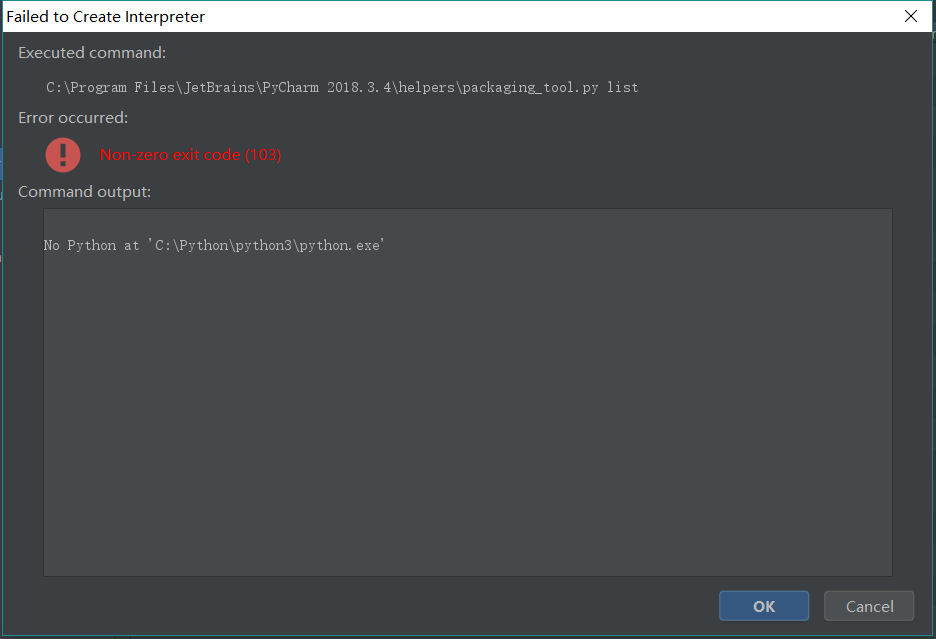 Failed to Create Interpreter
Executed command:
C:\Program Files\JetBrains\PyCharm 2018.3.4\helpers\packaging_tool.py list
Error occurred:
Non-zero exit code (103)
Command output:
No Python at 'C:\Python\python3\python.exe'
OK Cancel